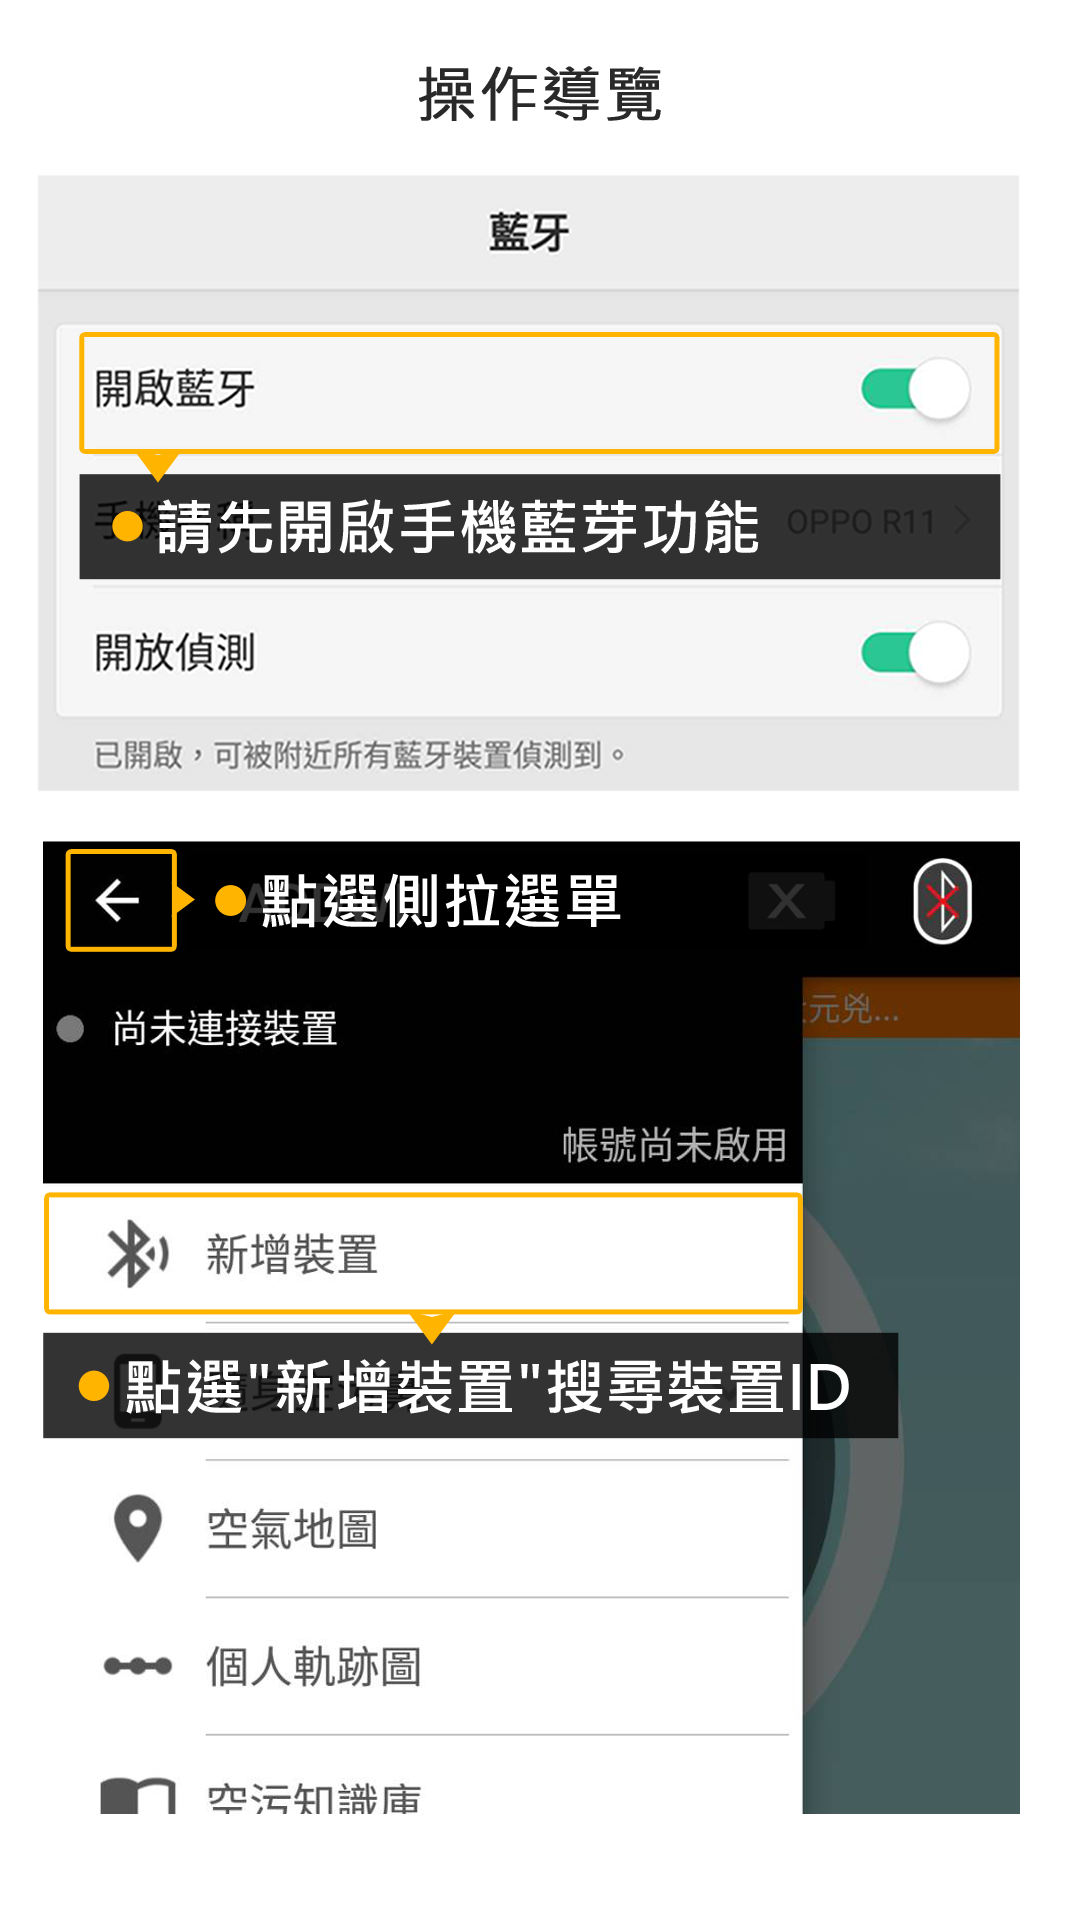 操作導覽
藍牙
開啟藍牙
●請先開啟手機藍芽功能
OPPO R11 >
開放偵測
已開啟，可被附近所有藍牙裝置偵測到。
●點選側拉選單
尚未連接裝置
元兇...
帳號尚未啟用
新增裝置
●點選"新增裝置"搜尋裝置ID
空氣地圖
個人軌跡圖
空污知識庫